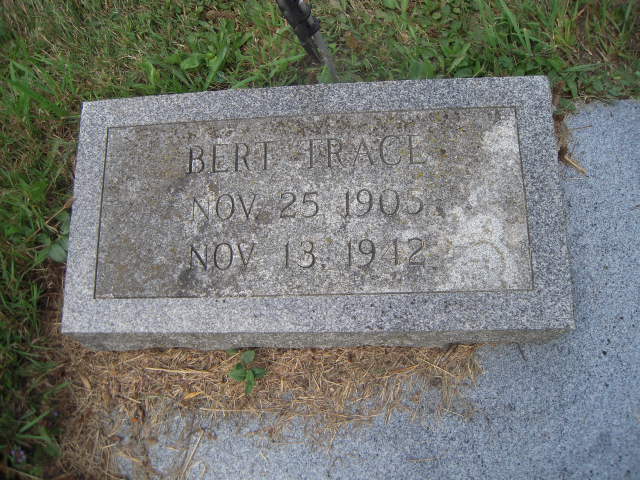 BERT TRACE
NOV. 25, 1905
NOV. 13, 1942